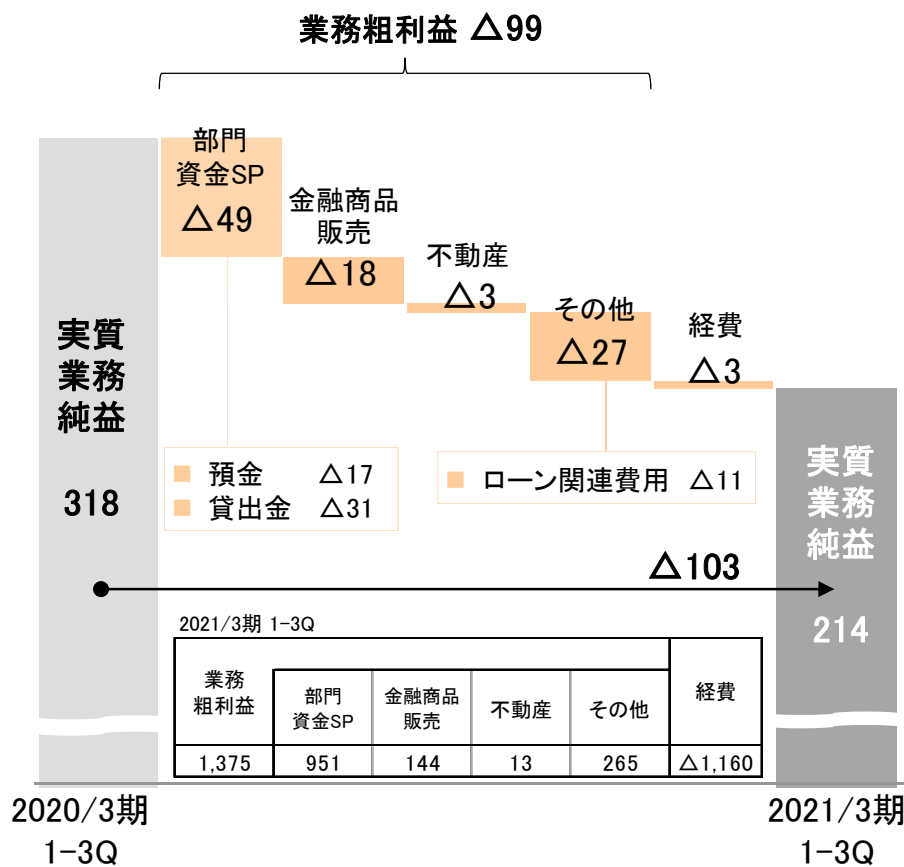 業務粗利益 △99
部門
資金SP
△49
金融商品
販売
△18
不動産
△3
その他
△27
経費
△3
実質
業務
純益
318
■ 預金 △17
■ 貸出金 △31
■ ローン関連費用 △11
実質
業務
純益
214
△103
2021/3期 1-3Q
業務
粗利益
部門
資金SP
金融商品
販売
不動産
その他
経費
1,375 951 144 13 265 △1,160
2020/3期
1-3Q
2021/3期
1-3Q